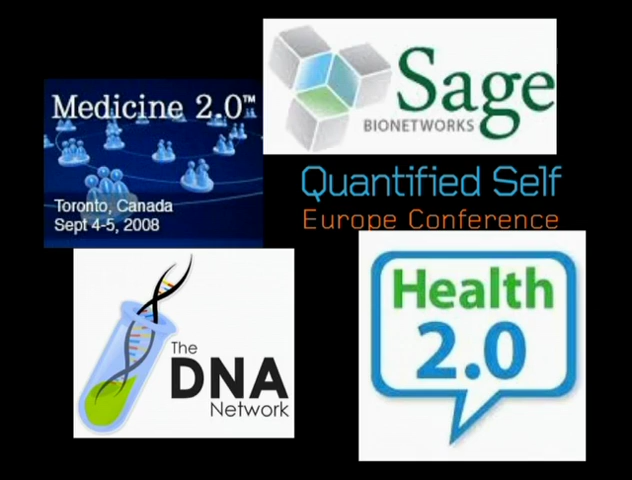 Sage
BIONETWORKS
Medicine 2.0™
Toronto, Canada
Sept 4-5, 2008
Quantified Self
Europe Conference
The
DNA
Network
Health
2.0